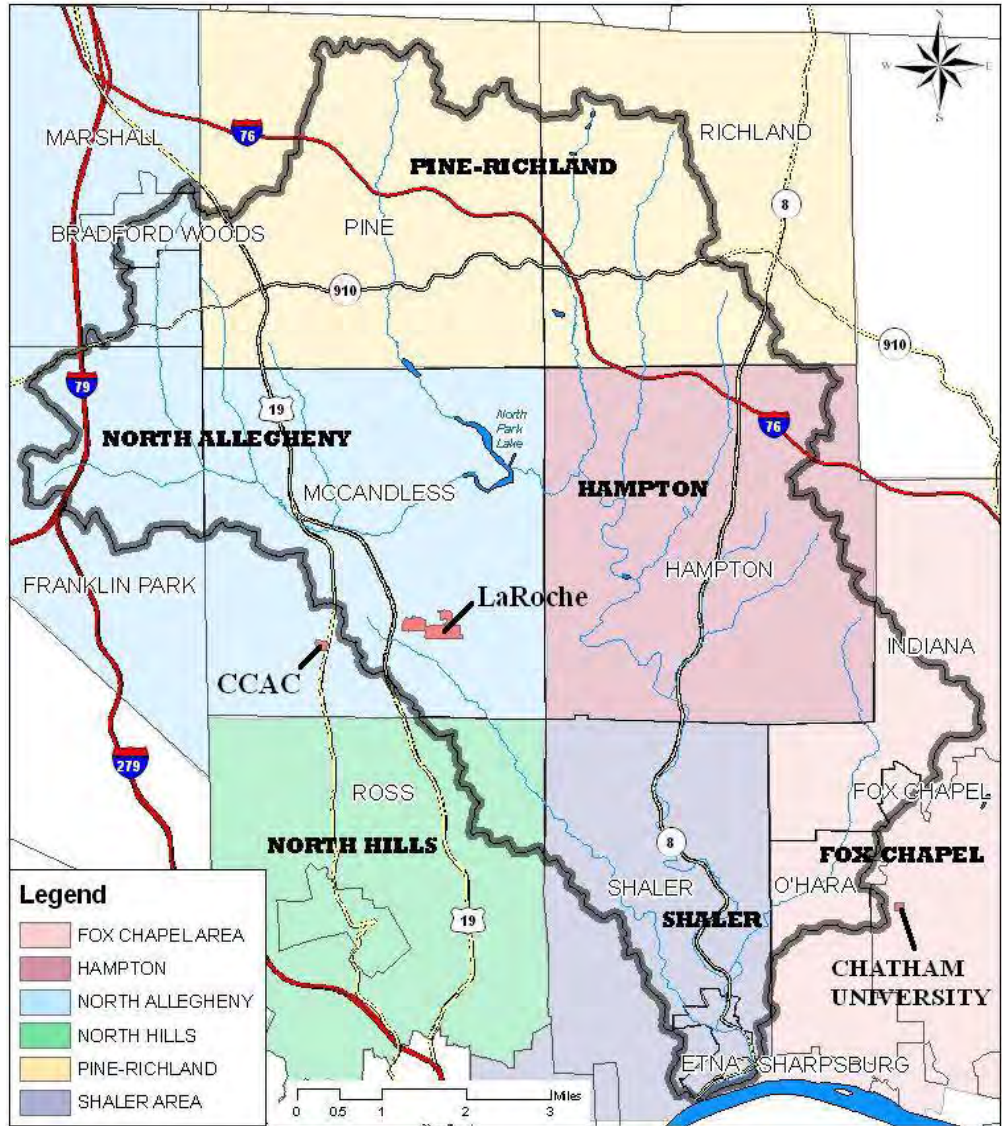 N
W E
S
MARSHALL
76
RICHLAND
PINE-RICHLAND
8
PINE
BRADFORD WOODS
910
910
79
19
North
Park
Lake
76
NORTH ALLEGHENY
MCCANDLESS
HAMPTON
HAMPTON
FRANKLIN PARK
LaRoche
INDIANA
CCAC
279
ROSS
FOX CHAPEL
NORTH HILLS
8
FOX CHAPEL
SHALER
O'HARA
SHALER
19
CHATHAM
UNIVERSITY
ETNA SHARPSBURG
Legend
FOX CHAPEL AREA
HAMPTON
NORTH ALLEGHENY
NORTH HILLS
PINE-RICHLAND
SHALER AREA
Miles
0 0.5 1 2 3